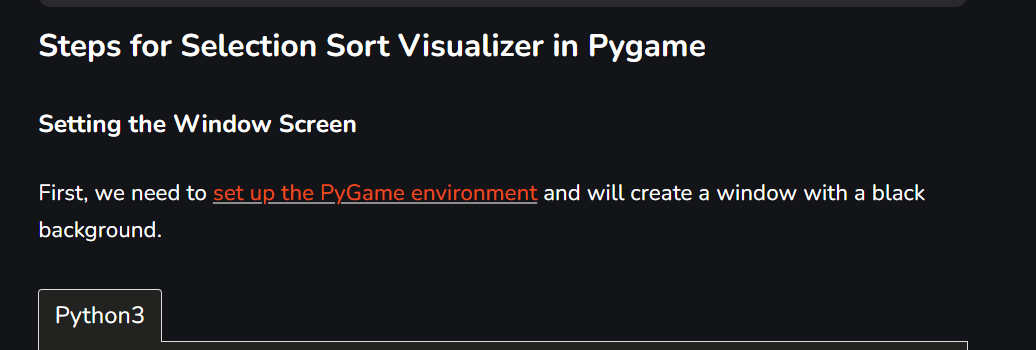 Steps for Selection Sort Visualizer in Pygame
Setting the Window Screen
First, we need to set up the PyGame environment and will create a window with a black
background.
Python3